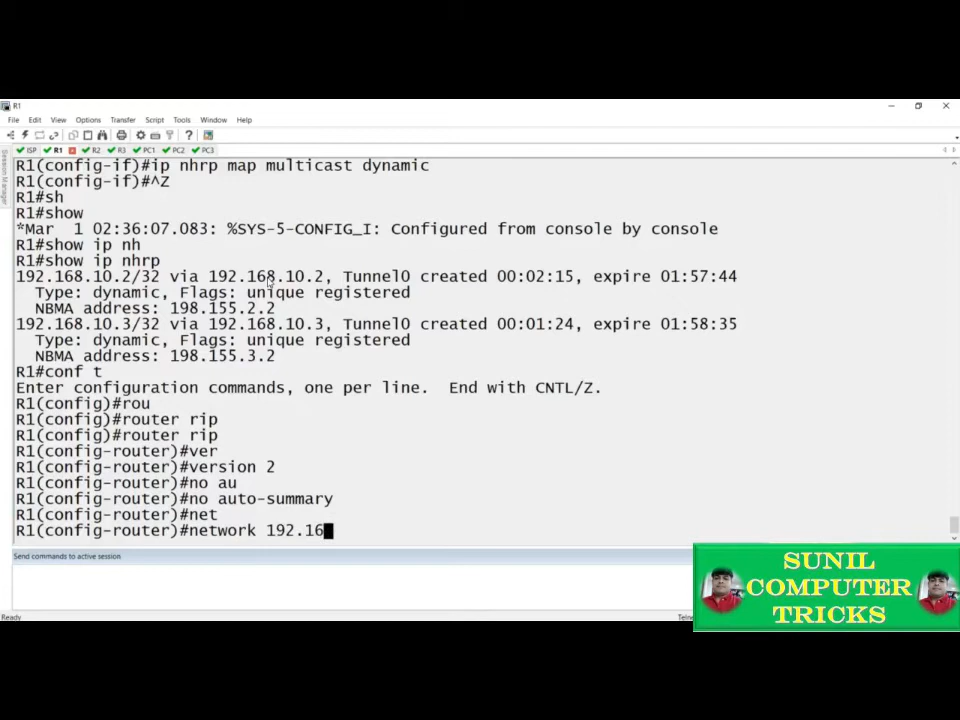 R1
File Edit View Options Transfer Script Tools Window Help
ISP R1 R2 R3 PC1 PC2 PC3
Session Manager
R1(config-if)#ip nhrp map multicast dynamic
R1(config-if)#^Z
R1#sh
R1#show
*Mar  1 02:36:07.083: %SYS-5-CONFIG_I: Configured from console by console
R1#show ip nh
R1#show ip nhrp
192.168.10.2/32 via 192.168.10.2, Tunnel0 created 00:02:15, expire 01:57:44
  Type: dynamic, Flags: unique registered
  NBMA address: 198.155.2.2
192.168.10.3/32 via 192.168.10.3, Tunnel0 created 00:01:24, expire 01:58:35
  Type: dynamic, Flags: unique registered
  NBMA address: 198.155.3.2
R1#conf t
Enter configuration commands, one per line.  End with CNTL/Z.
R1(config)#rou
R1(config)#router rip
R1(config)#router rip
R1(config-router)#ver
R1(config-router)#version 2
R1(config-router)#no au
R1(config-router)#no auto-summary
R1(config-router)#net
R1(config-router)#network 192.16
Send commands to active session
Ready
SUNIL
COMPUTER
TRICKS